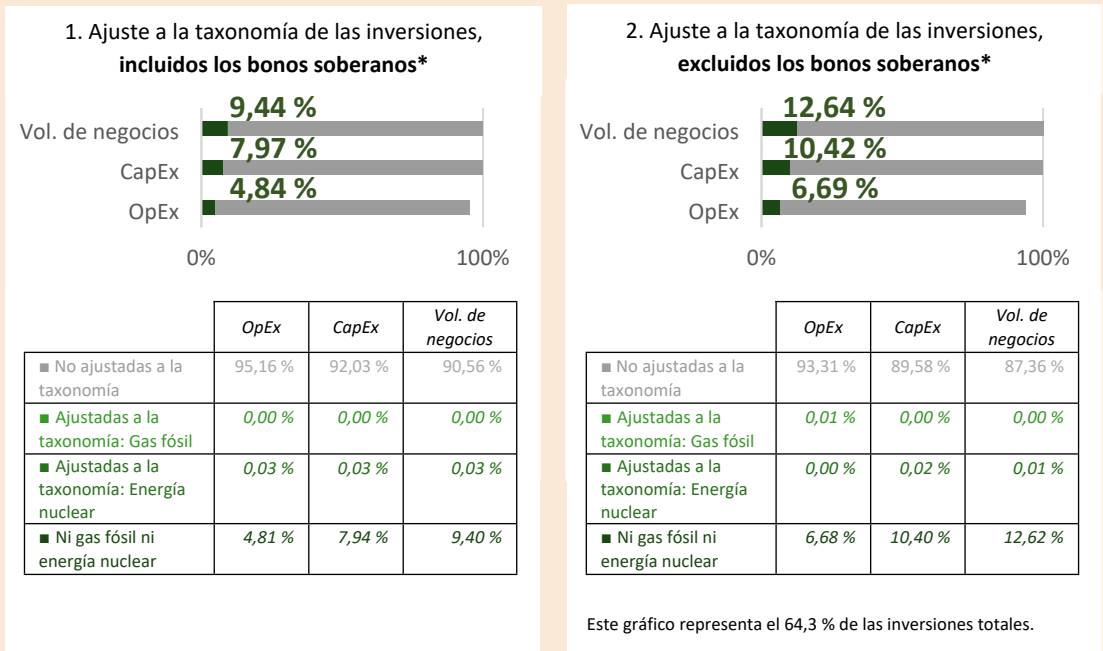 1. Ajuste a la taxonomía de las inversiones,
incluidos los bonos soberanos*
9,44 %
Vol. de negocios
7,97 %
CapEx
4,84 %
OpEx
0%
100%
OpEx
CapEx
Vol. de
negocios
■ No ajustadas a la
taxonomía
95,16 %
92,03 %
90,56 %
■ Ajustadas a la
taxonomía: Gas fósil
0,00 %
0,00 %
0,00 %
■ Ajustadas a la
taxonomía: Energía
nuclear
0,03 %
0,03 %
0,03 %
■ Ni gas fósil ni
energía nuclear
4,81 %
7,94 %
9,40 %
2. Ajuste a la taxonomía de las inversiones,
excluidos los bonos soberanos*
12,64 %
Vol. de negocios
10,42 %
CapEx
6,69 %
OpEx
0%
100%
OpEx
CapEx
Vol. de
negocios
■ No ajustadas a la
taxonomía
93,31 %
89,58 %
87,36 %
■ Ajustadas a la
taxonomía: Gas fósil
0,01 %
0,00 %
0,00 %
■ Ajustadas a la
taxonomía: Energía
nuclear
0,00 %
0,02 %
0,01 %
■ Ni gas fósil ni
energía nuclear
6,68 %
10,40 %
12,62 %
Este gráfico representa el 64,3 % de las inversiones totales.